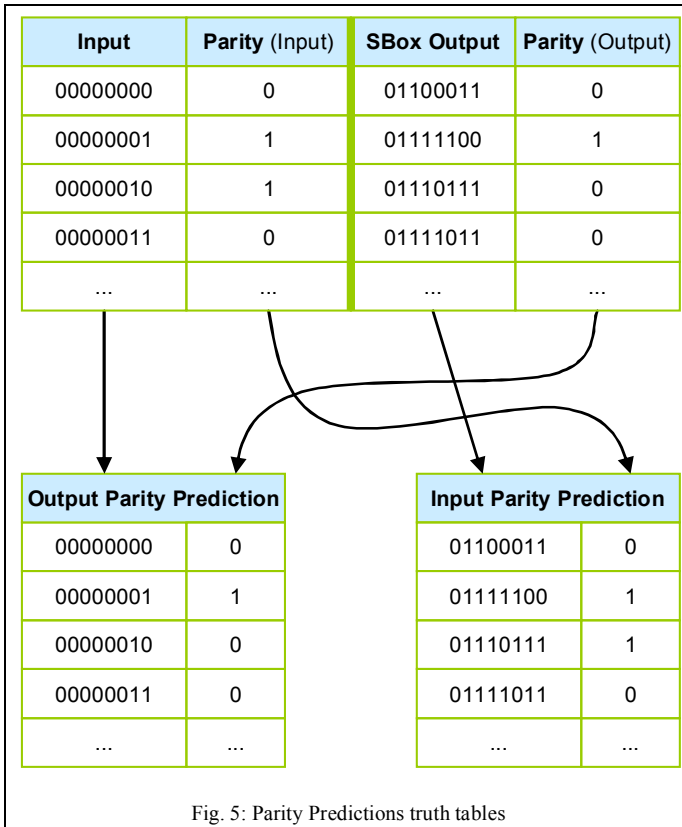 Input Parity (Input) SBox Output Parity (Output)
00000000 0 01100011 0
00000001 1 01111100 1
00000010 1 01110111 0
00000011 0 01111011 0
... ... ... ...
Output Parity Prediction Input Parity Prediction
00000000 0 01100011 0
00000001 1 01111100 1
00000010 0 01110111 1
00000011 0 01111011 0
... ... ... ...
Fig. 5: Parity Predictions truth tables